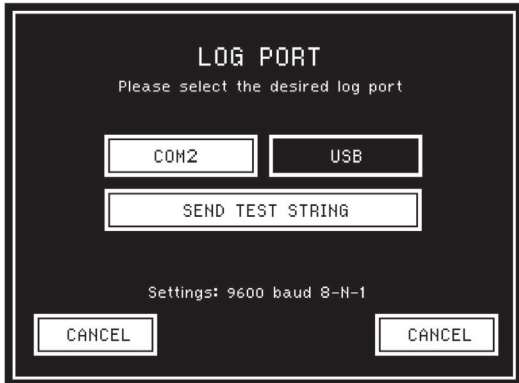 LOG PORT
Please select the desired log port
COM2 USB
SEND TEST STRING
Settings: 9600 baud 8-N-1
CANCEL CANCEL